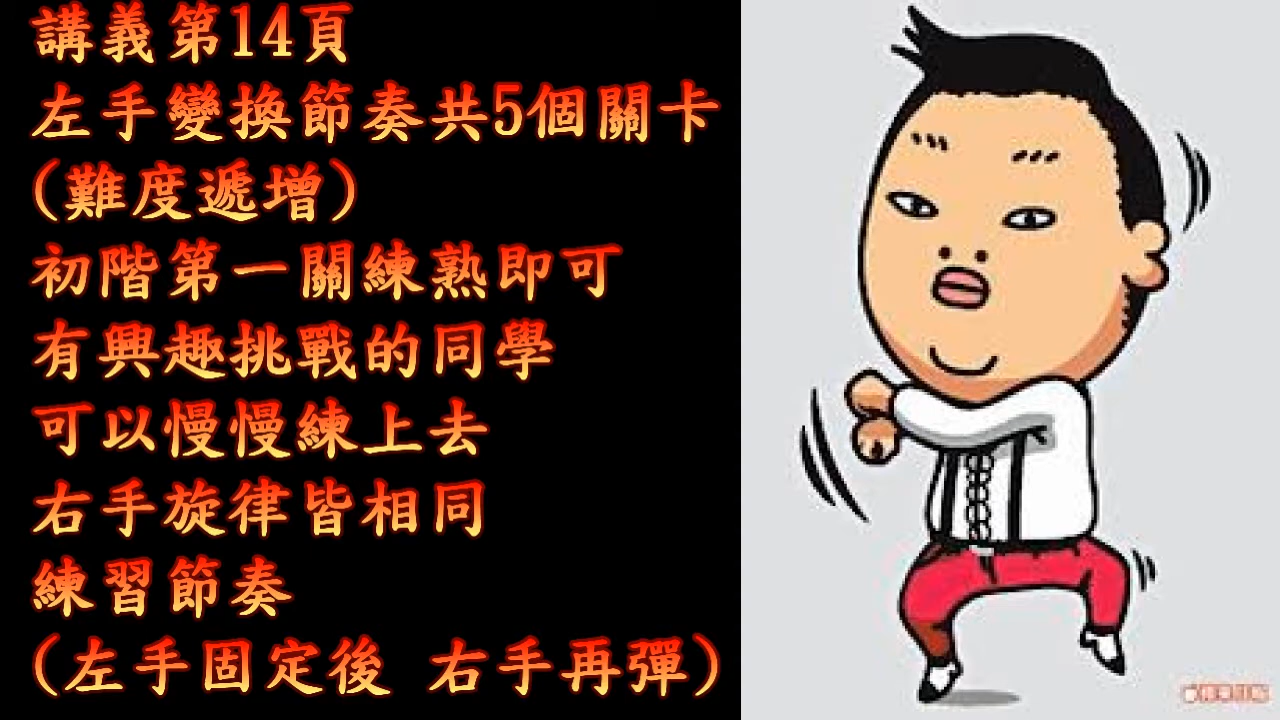 講義第14頁
左手變換節奏共5個關卡
(難度遞增)
初階第一關練熟即可
有興趣挑戰的同學
可以慢慢練上去
右手旋律皆相同
練習節奏
(左手固定後 右手再彈)